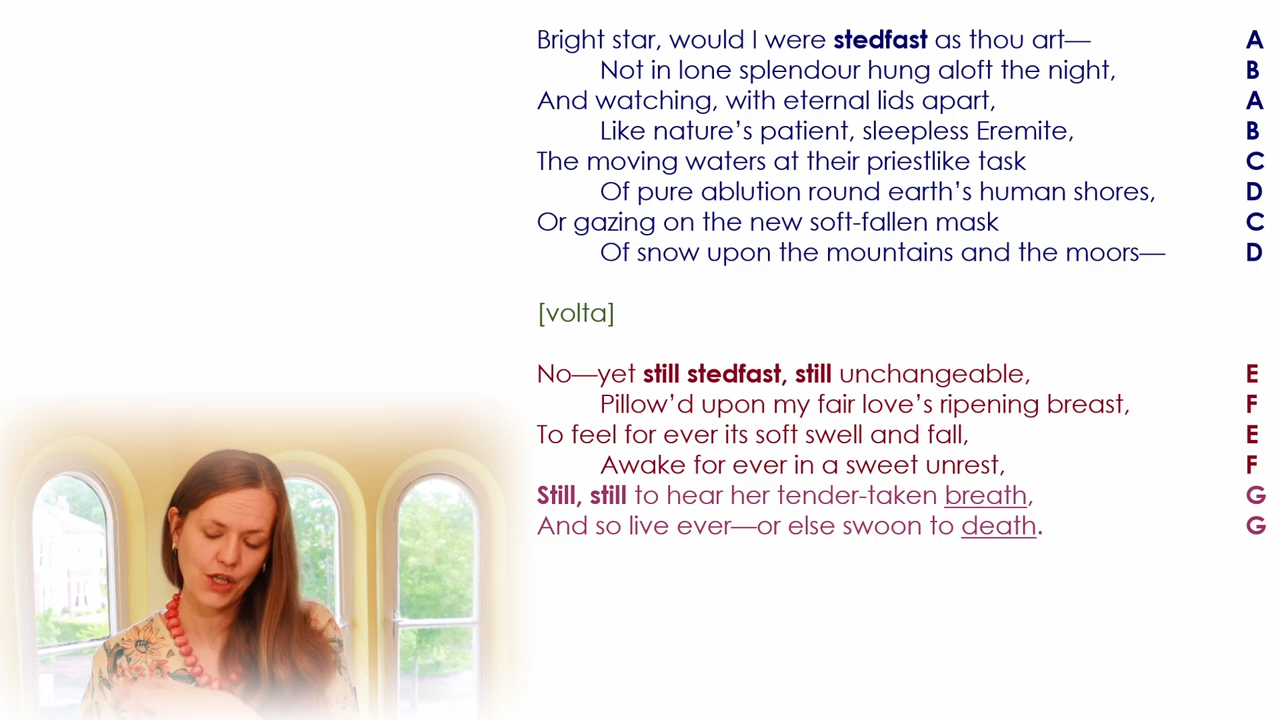 Bright star, would I were stedfast as thou art— A
Not in lone splendour hung aloft the night, B
And watching, with eternal lids apart, A
Like nature's patient, sleepless Eremite, B
The moving waters at their priestlike task C
Of pure ablution round earth's human shores, D
Or gazing on the new soft-fallen mask C
Of snow upon the mountains and the moors— D
[volta]
No—yet still stedfast, still unchangeable, E
Pillow'd upon my fair love's ripening breast, F
To feel for ever its soft swell and fall, E
Awake for ever in a sweet unrest, F
Still, still to hear her tender-taken breath, G
And so live ever—or else swoon to death. G